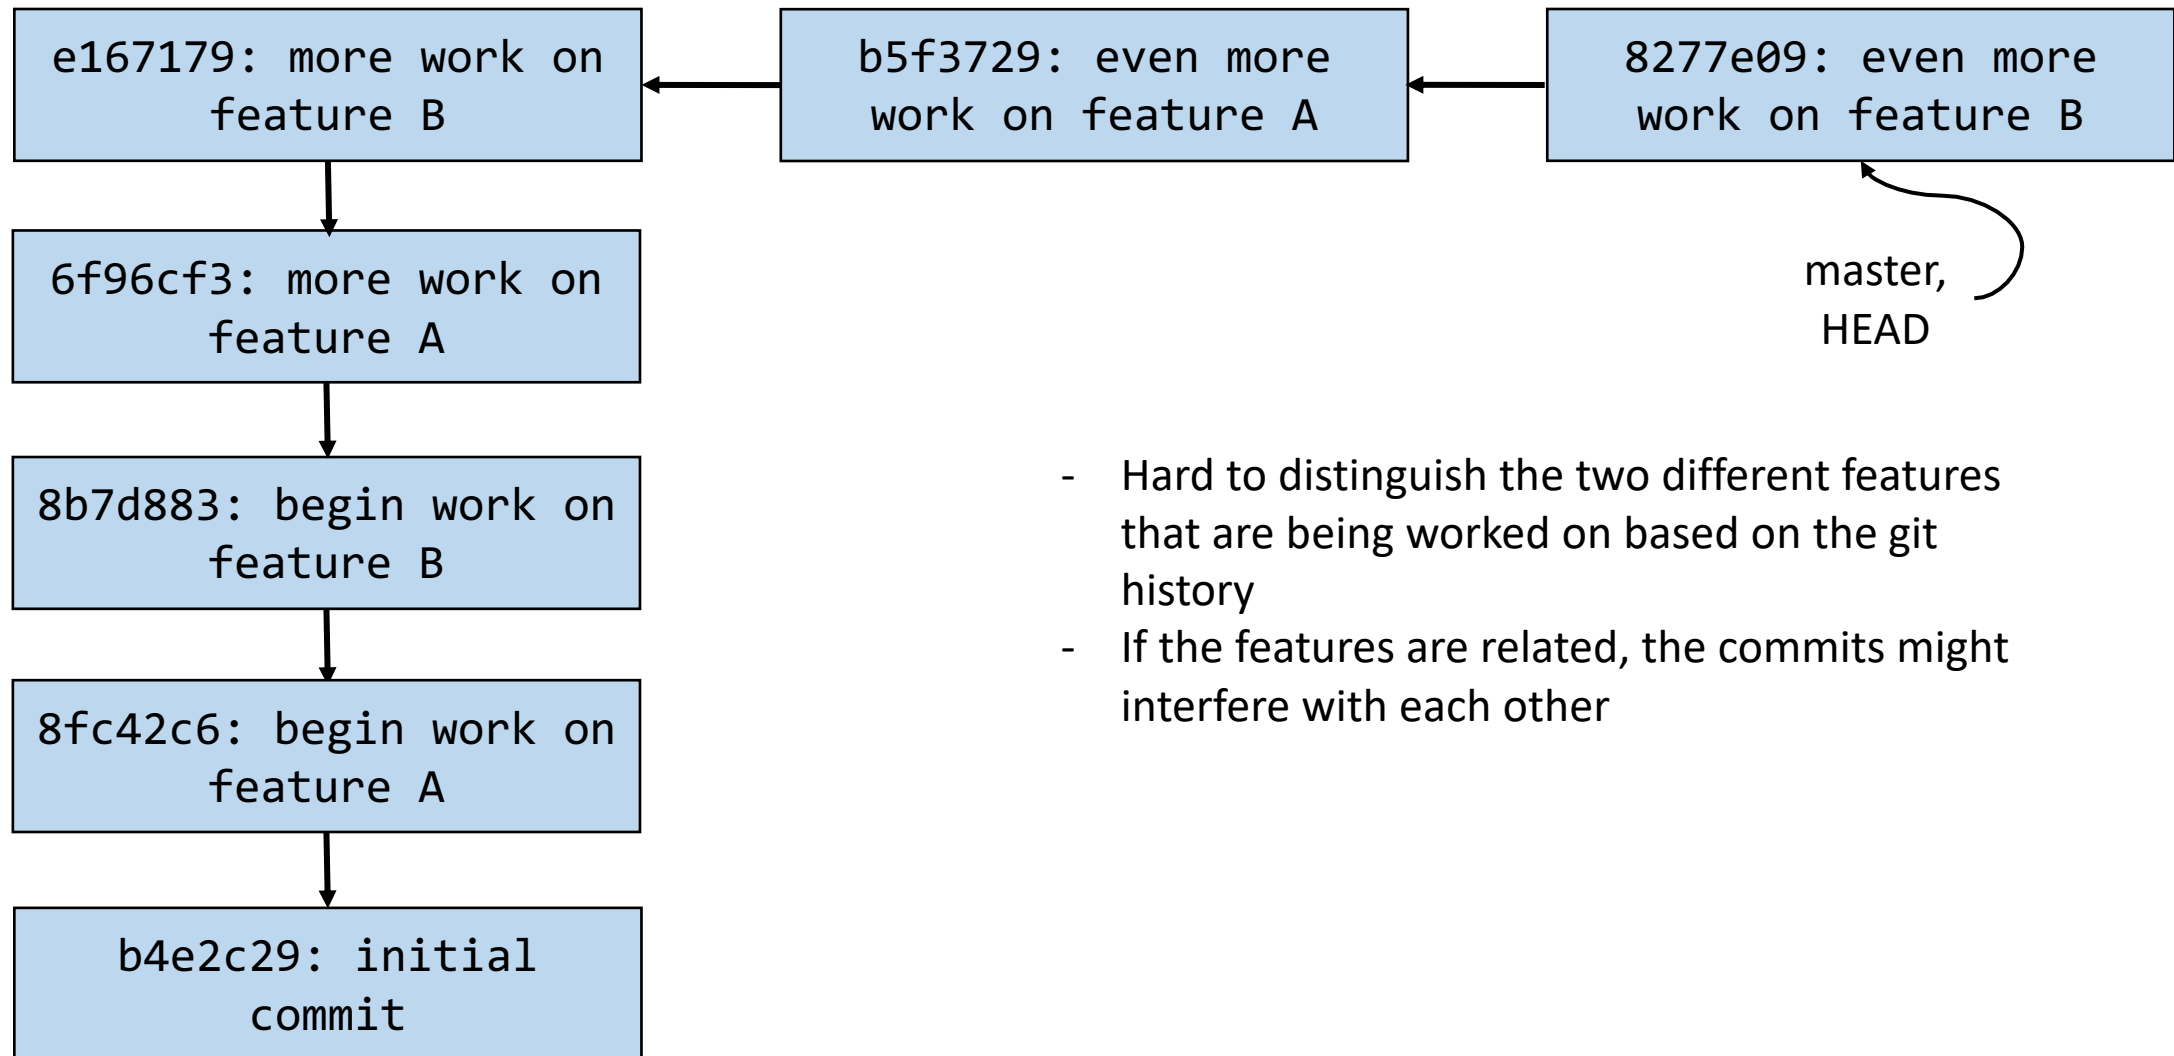 e167179: more work on
feature B
b5f3729: even more
work on feature A
8277e09: even more
work on feature B
6f96cf3: more work on
feature A
master,
HEAD
8b7d883: begin work on
feature B
- Hard to distinguish the two different features
that are being worked on based on the git
history
- If the features are related, the commits might
interfere with each other
8fc42c6: begin work on
feature A
b4e2c29: initial
commit